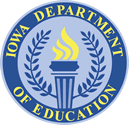 IOWA DEPARTMENT
OF EDUCATION